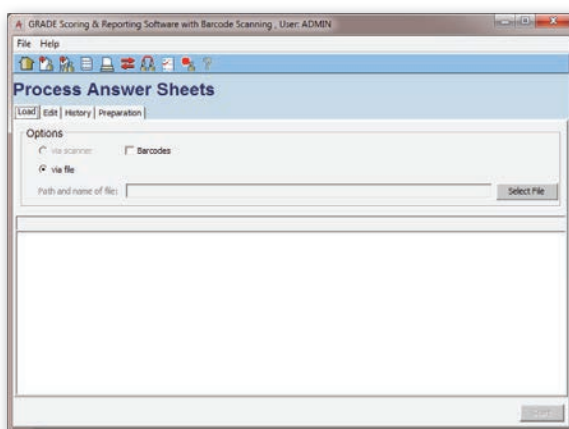 GRADE Scoring & Reporting Software with Barcode Scanning , User: ADMIN
File Help
Process Answer Sheets
Load Edit History Preparation
Options
via scanner Barcodes
via file
Path and name of file: Select File
Start